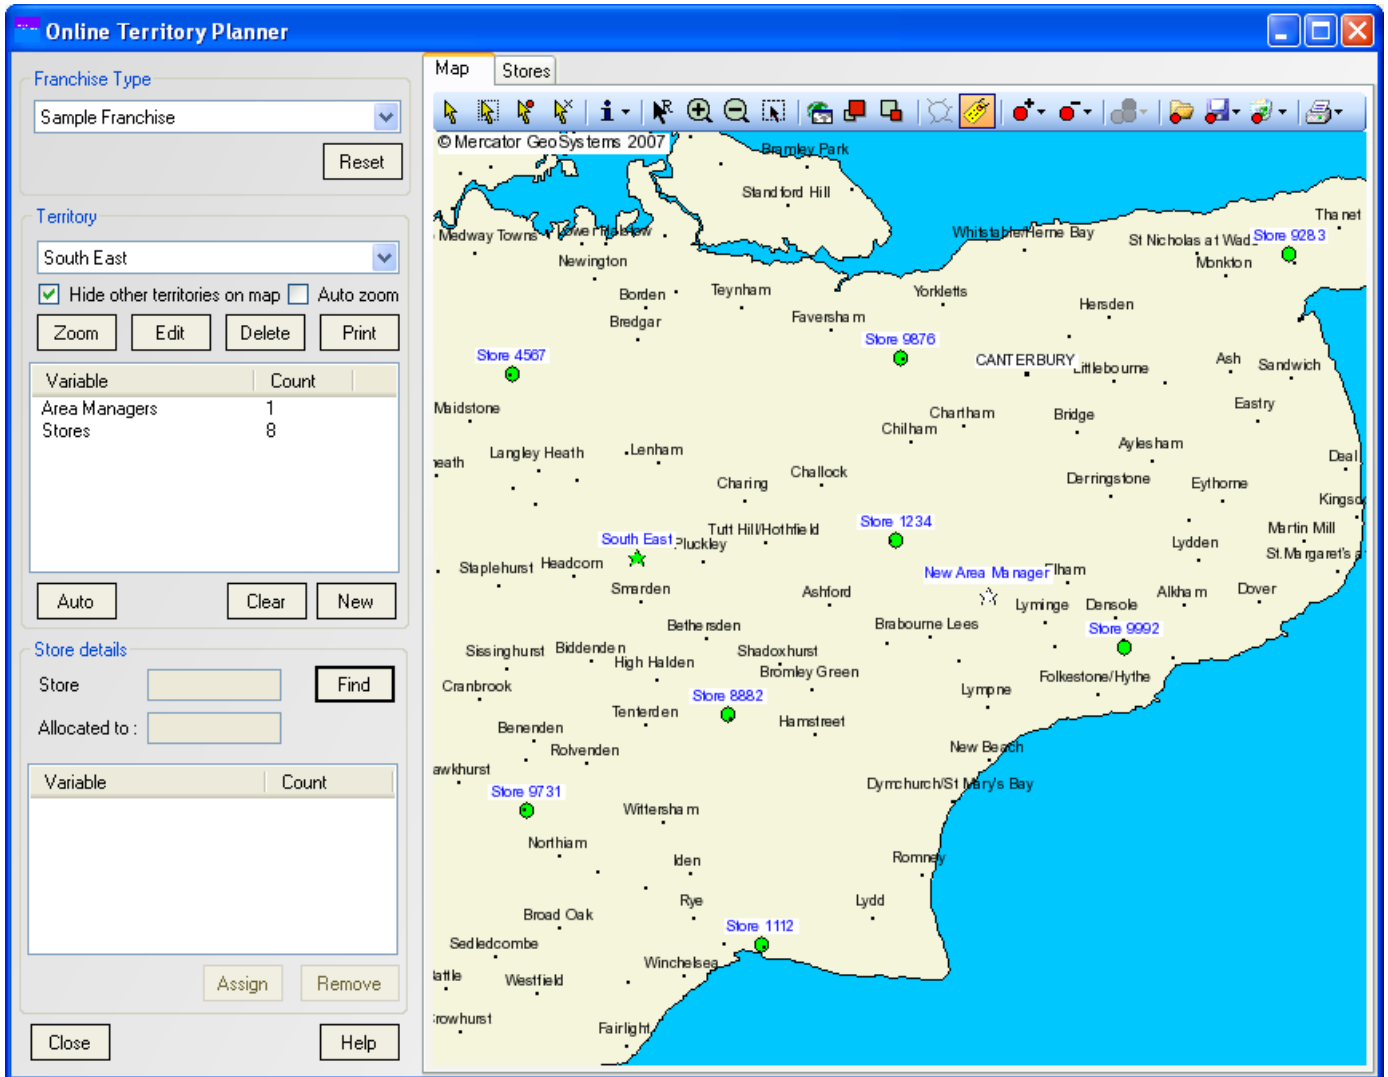 Online Territory Planner
Franchise Type
Sample Franchise
Reset
Territory
South East
Hide other territories on map
Auto zoom
Zoom
Edit
Delete
Print
Variable Count
Area Managers 1
Stores 8
Auto
Clear
New
Store details
Store
Find
Allocated to :
Variable Count
Assign
Remove
Close
Help
Map
Stores
© Mercator GeoSystems 2007
Bramley Park
Standford Hill
Thanet
Medway Towns
Whitstable/Herne Bay
St Nicholas at Wad
Store 9283
Newington
Monkton
Borden
Teynham
Yorkletts
Hersden
Bredgar
Faversham
Store 9876
Store 4567
CANTERBURY
Littlebourne
Ash
Sandwich
Maidstone
Chartham
Bridge
Eastry
Chilham
Aylesham
eath
Langley Heath
Lenham
Deal
Challock
Charing
Derringstone
Eythorne
Kingsd
Store 1234
Tutt Hill/Hothfield
Martin Mill
South East
Pluckley
Lydden
St.Margaret's a
Staplehurst
Headcorn
New Area Manager
Elham
Smarden
Ashford
Alkham
Dover
Lyminge
Densole
Bethersden
Brabourne Lees
Store 9992
Sissinghurst
Biddenden
High Halden
Shadoxhurst
Bromley Green
Folkestone/Hythe
Cranbrook
Store 8882
Lympne
Tenterden
Hamstreet
Benenden
Rolvenden
New Beach
awkhurst
Dymchurch/St Mary's Bay
Store 9731
Wittersham
Northiam
Iden
Romney
Rye
Lydd
Broad Oak
Store 1112
Sedledcombe
Winchelsea
attle
Westfield
rowhurst
Fairlight